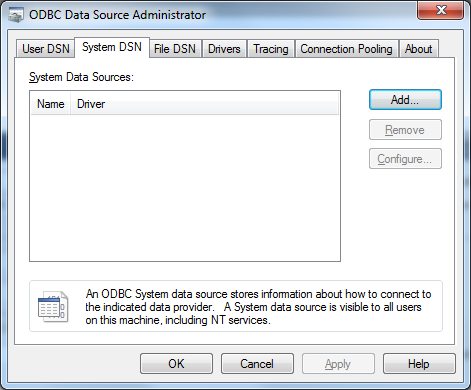 ODBC Data Source Administrator
User DSN System DSN File DSN Drivers Tracing Connection Pooling About
System Data Sources:
Name Driver
Add...
Remove
Configure...
An ODBC System data source stores information about how to connect to
the indicated data provider. A System data source is visible to all users
on this machine, including NT services.
OK Cancel Apply Help